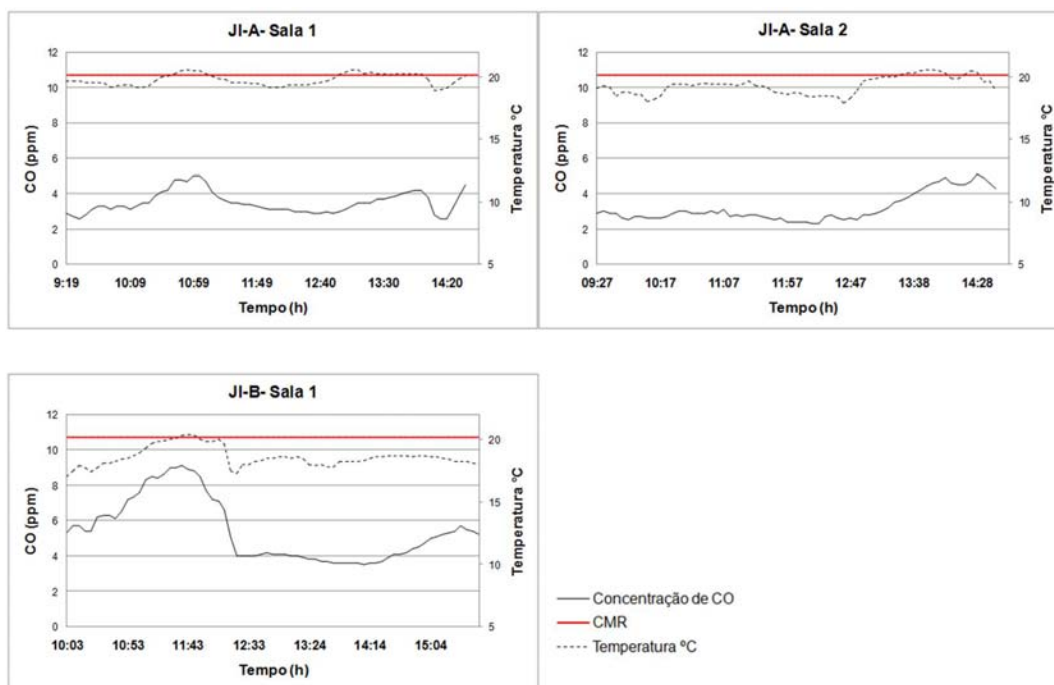 JI-A- Sala 1
CO (ppm)
12
10
8
6
4
2
0
Temperatura ºC
20
15
10
5
9:19 10:09 10:59 11:49 12:40 13:30 14:20
Tempo (h)
JI-A- Sala 2
CO (ppm)
12
10
8
6
4
2
0
Temperatura ºC
20
15
10
5
09:27 10:17 11:07 11:57 12:47 13:38 14:28
Tempo (h)
JI-B- Sala 1
CO (ppm)
12
10
8
6
4
2
0
Temperatura ºC
20
15
10
5
10:03 10:53 11:43 12:33 13:24 14:14 15:04
Tempo (h)
Concentração de CO
CMR
Temperatura ºC